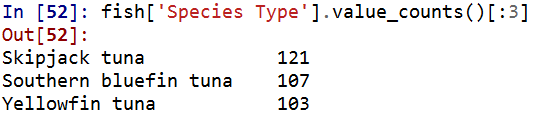 In [52]: fish['Species Type'].value_counts()[:3]
Out[52]:
Skipjack tuna 121
Southern bluefin tuna 107
Yellowfin tuna 103